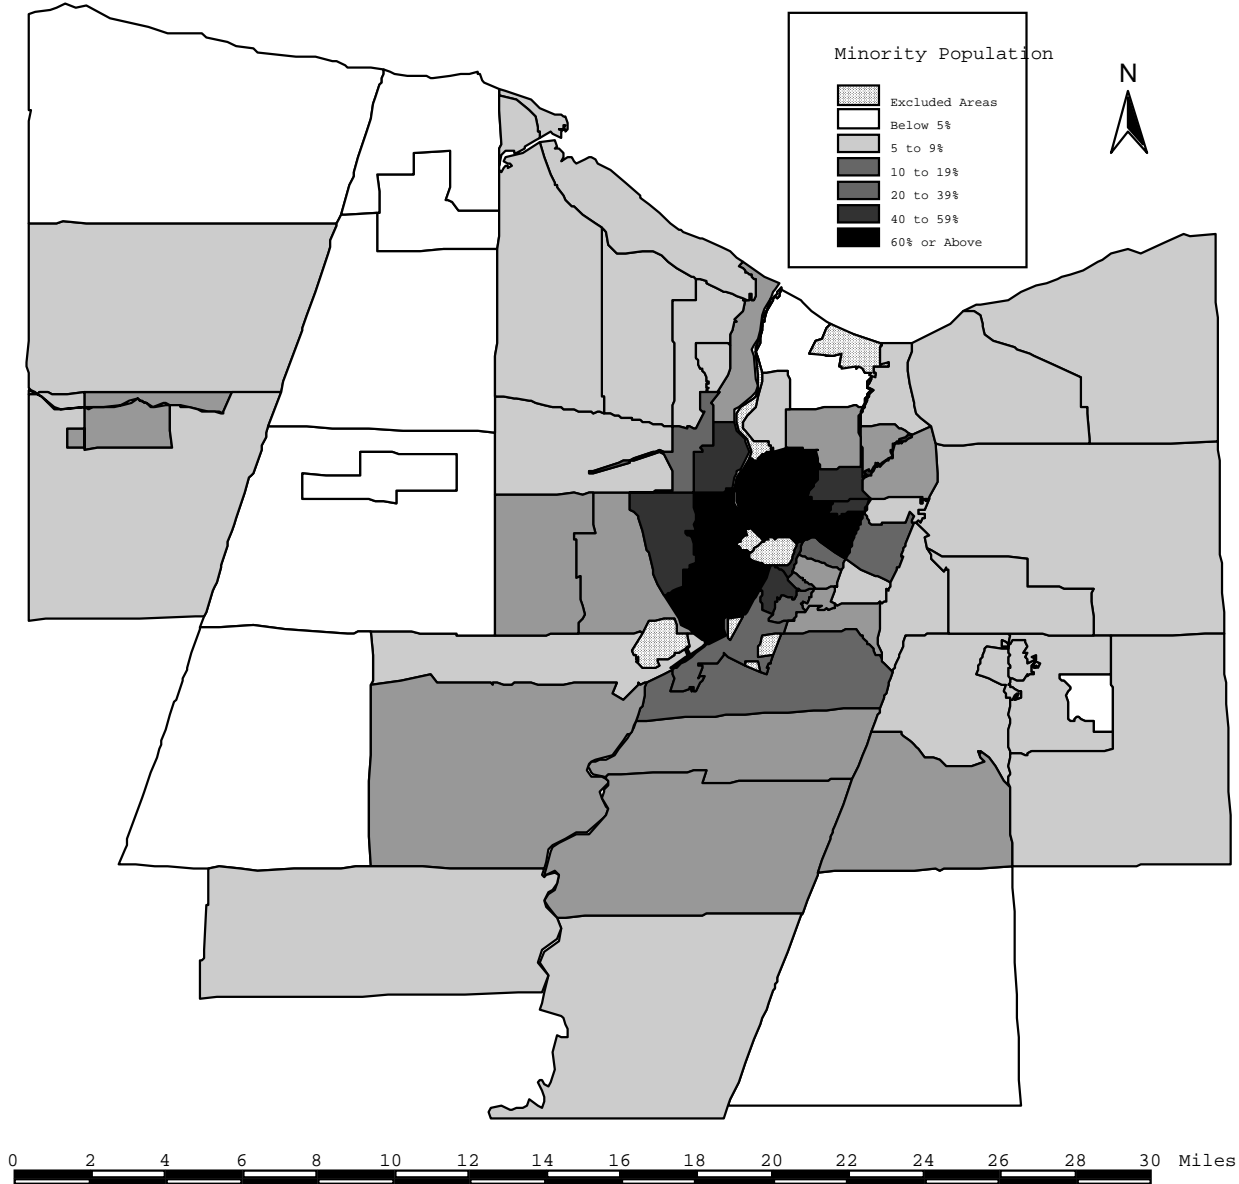 Minority Population
N
Excluded Areas
Below 5%
5 to 9%
10 to 19%
20 to 39%
40 to 59%
60% or Above
0 2 4 6 8 10 12 14 16 18 20 22 24 26 28 30 Miles